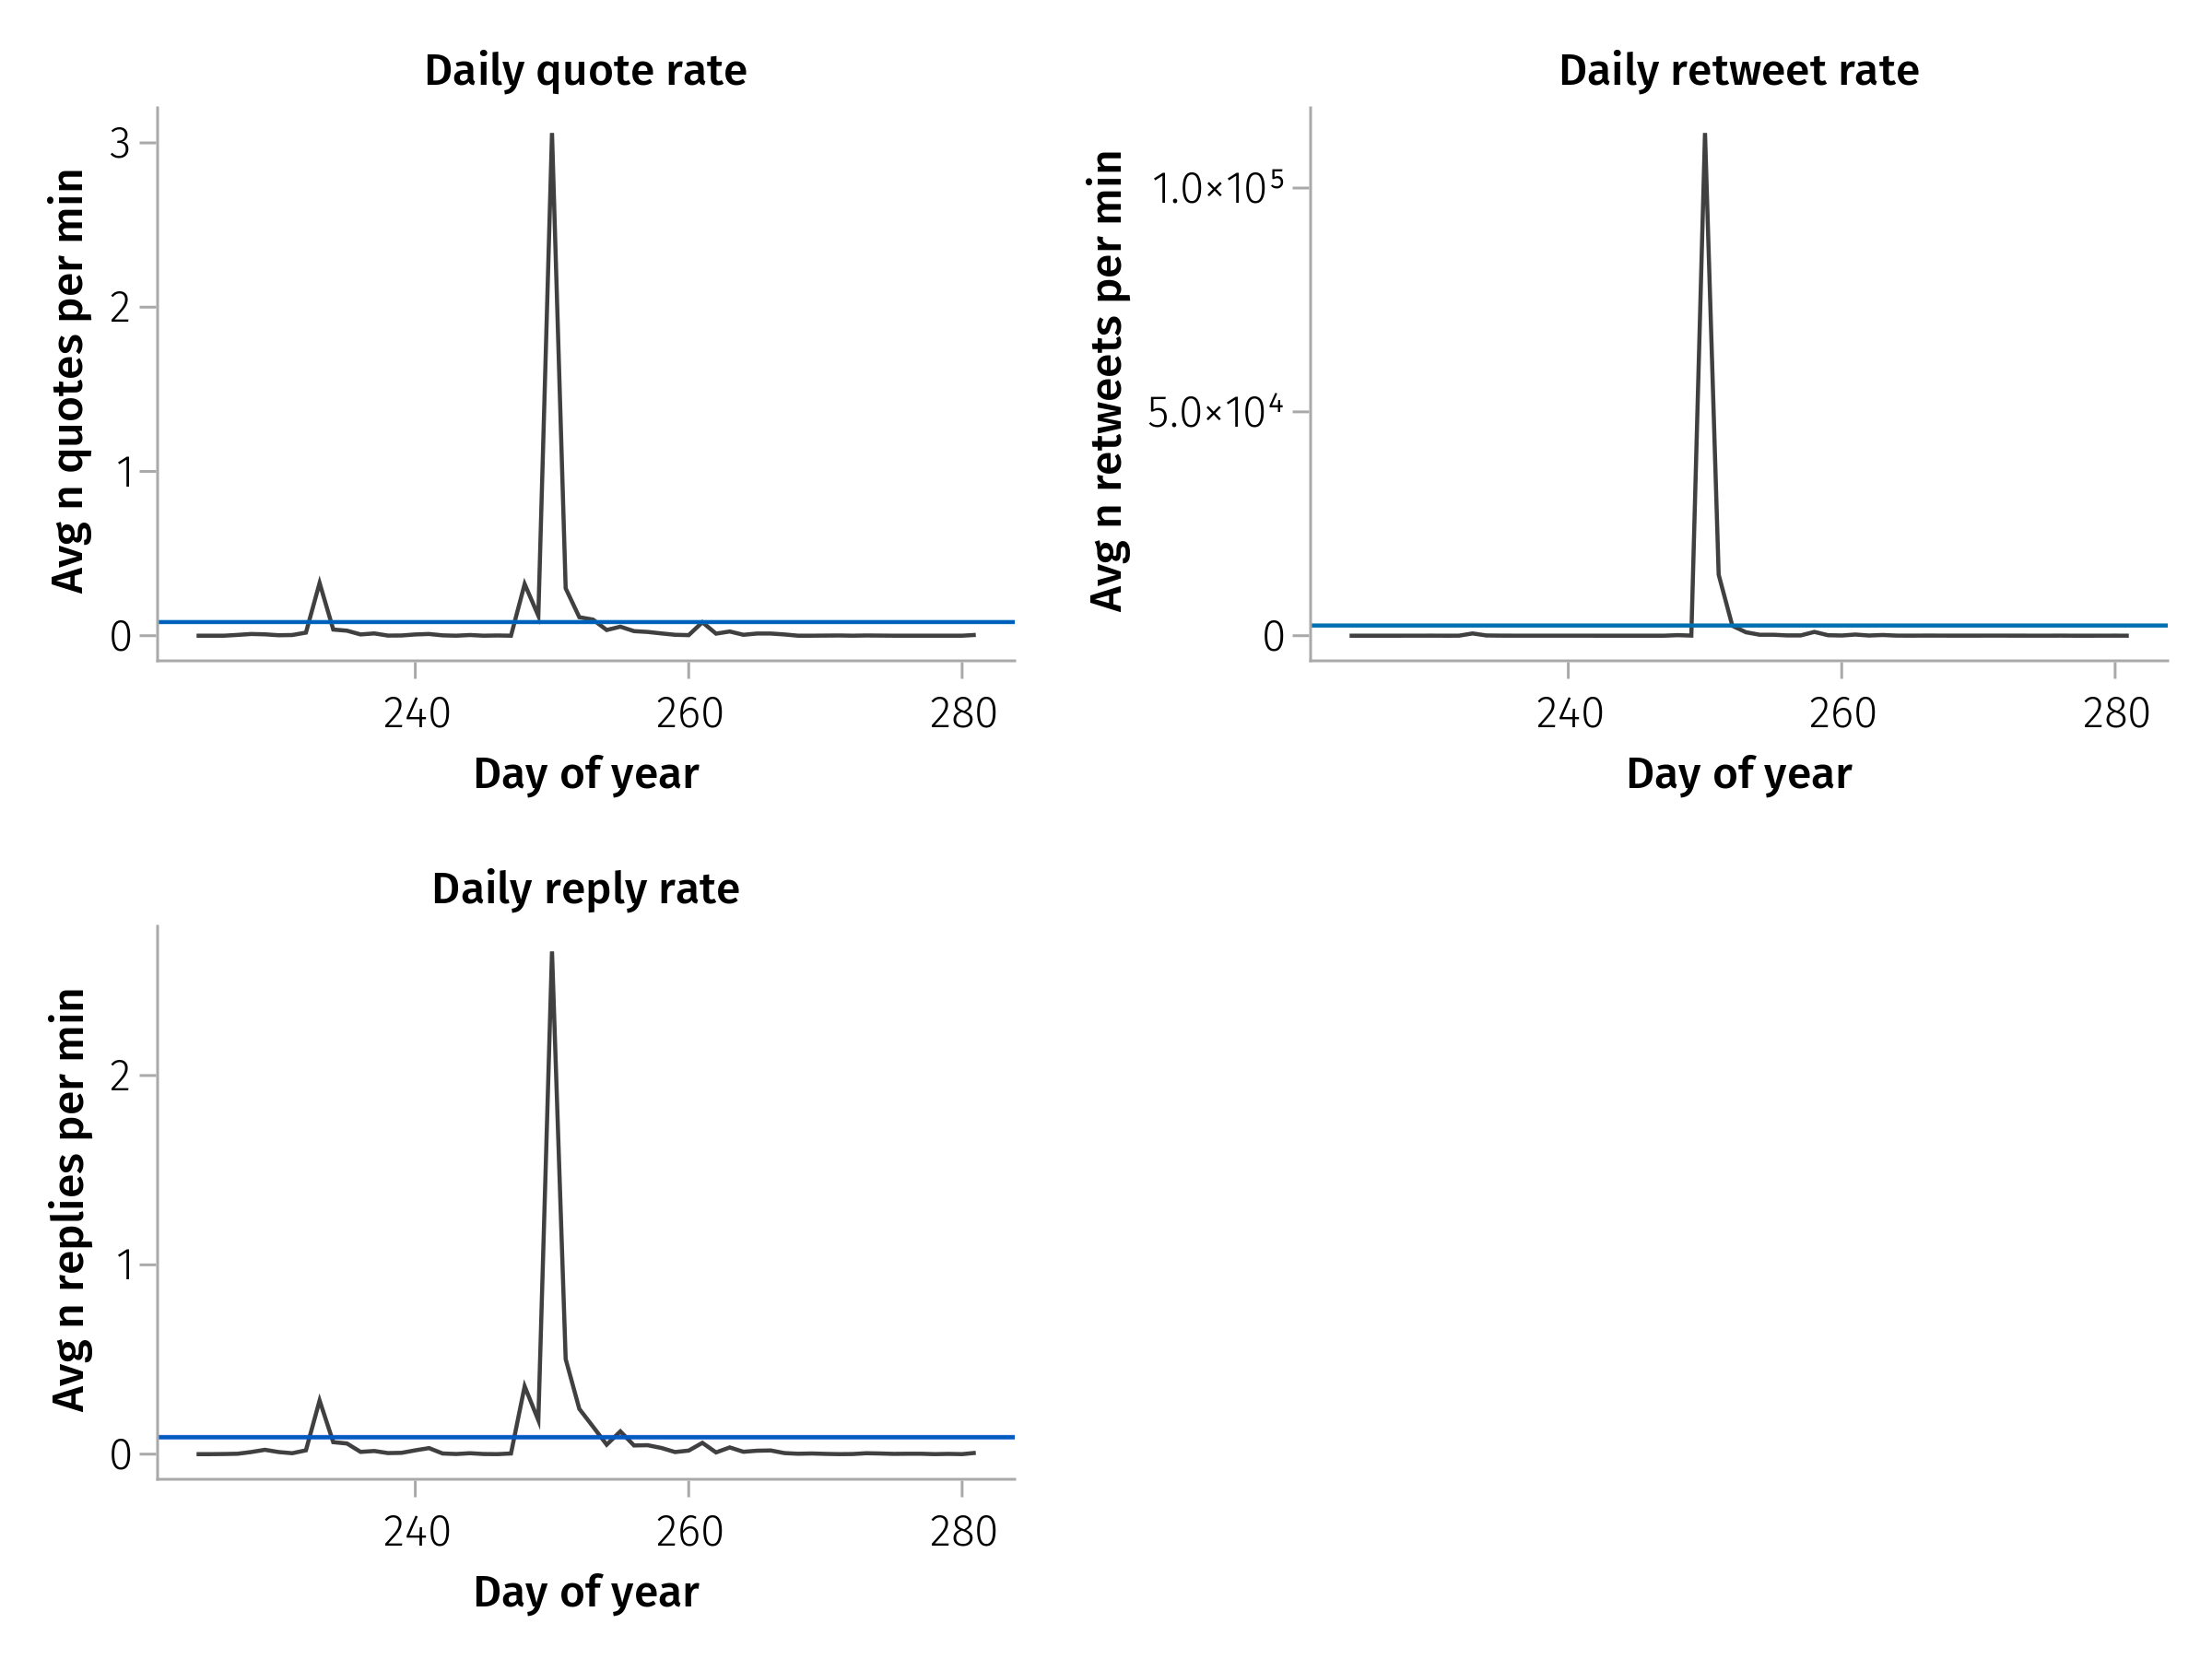 Daily quote rate
Avg n quotes per min
3
2
1
0
240 260 280
Day of year
Daily retweet rate
Avg n retweets per min
1.0×10⁵
5.0×10⁴
0
240 260 280
Day of year
Daily reply rate
Avg n replies per min
2
1
0
240 260 280
Day of year